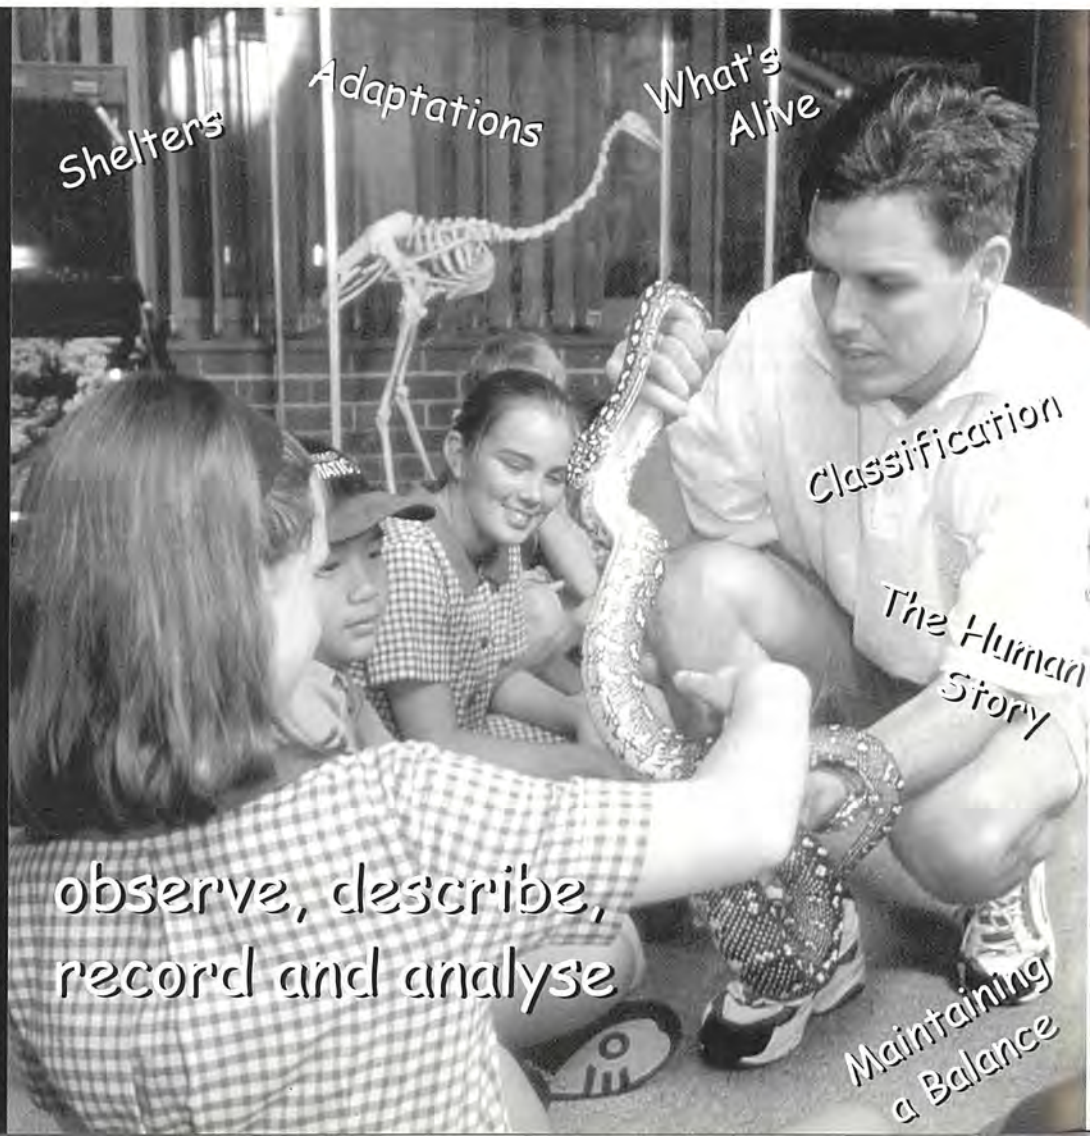 Shelters
Adaptations
What's
Alive
Classification
The Human
Story
observe, describe,
record and analyse
Maintaining
a Balance